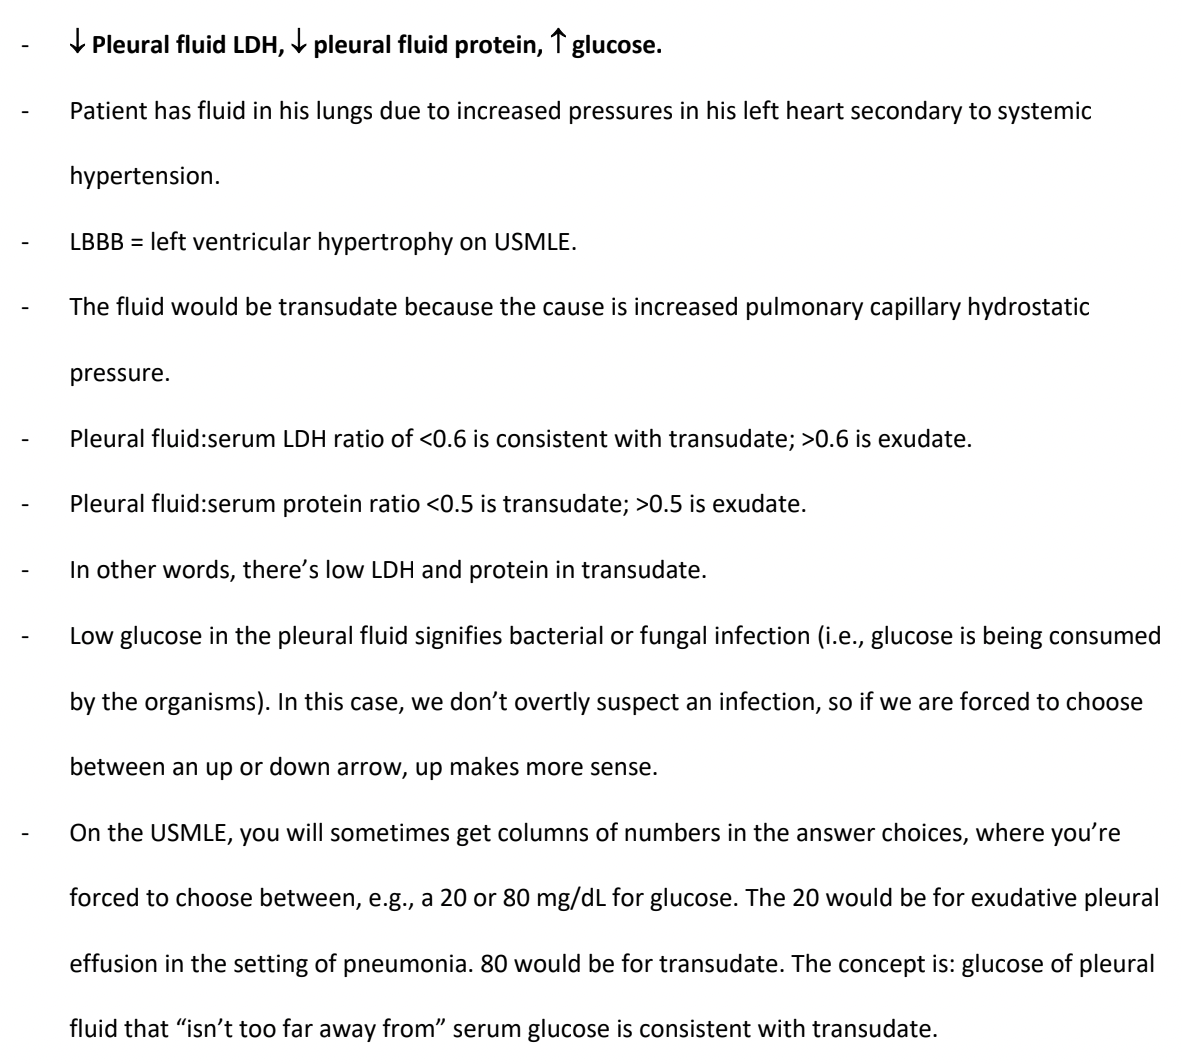 - ↓ Pleural fluid LDH, ↓ pleural fluid protein, ↑ glucose.
- Patient has fluid in his lungs due to increased pressures in his left heart secondary to systemic
hypertension.
- LBBB = left ventricular hypertrophy on USMLE.
- The fluid would be transudate because the cause is increased pulmonary capillary hydrostatic
pressure.
- Pleural fluid:serum LDH ratio of <0.6 is consistent with transudate; >0.6 is exudate.
- Pleural fluid:serum protein ratio <0.5 is transudate; >0.5 is exudate.
- In other words, there’s low LDH and protein in transudate.
- Low glucose in the pleural fluid signifies bacterial or fungal infection (i.e., glucose is being consumed
by the organisms). In this case, we don’t overtly suspect an infection, so if we are forced to choose
between an up or down arrow, up makes more sense.
- On the USMLE, you will sometimes get columns of numbers in the answer choices, where you’re
forced to choose between, e.g., a 20 or 80 mg/dL for glucose. The 20 would be for exudative pleural
effusion in the setting of pneumonia. 80 would be for transudate. The concept is: glucose of pleural
fluid that “isn’t too far away from” serum glucose is consistent with transudate.